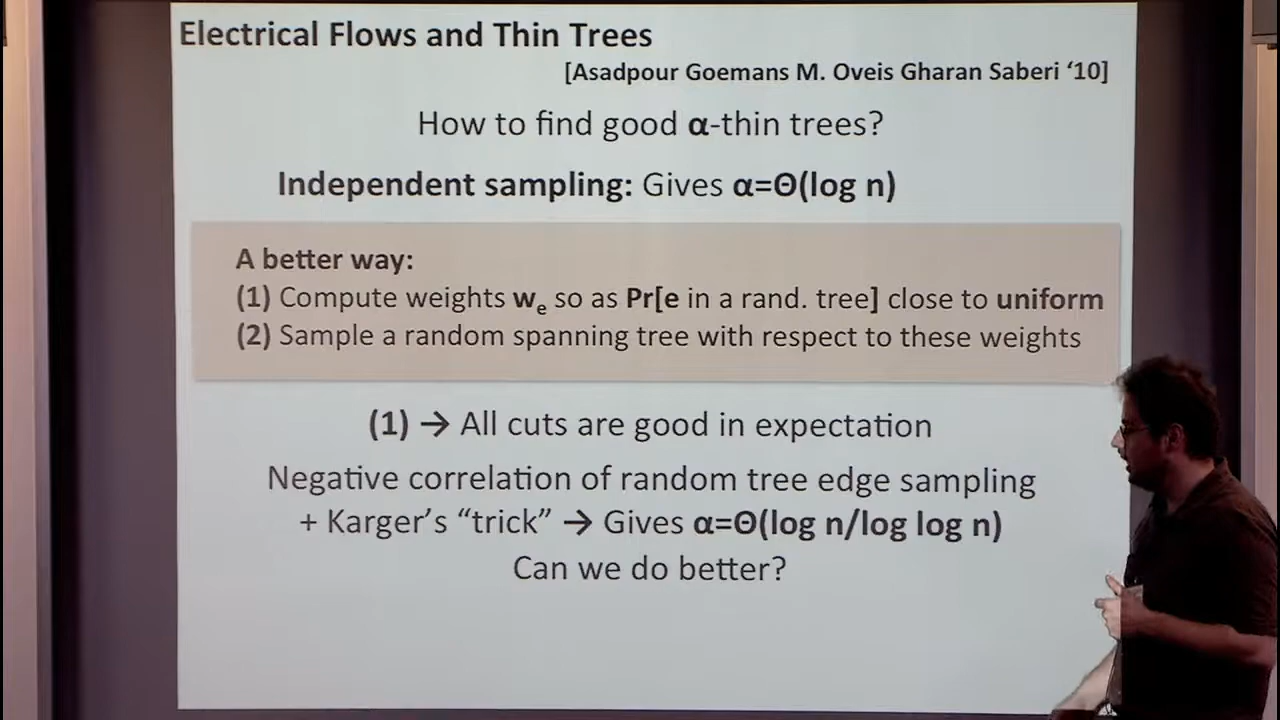 Electrical Flows and Thin Trees
[Asadpour Goemans M. Oveis Gharan Saberi ‘10]
How to find good α-thin trees?
Independent sampling: Gives α=Θ(log n)
A better way:
(1) Compute weights wₑ so as Pr[e in a rand. tree] close to uniform
(2) Sample a random spanning tree with respect to these weights
(1) → All cuts are good in expectation
Negative correlation of random tree edge sampling
+ Karger’s “trick” → Gives α=Θ(log n/log log n)
Can we do better?